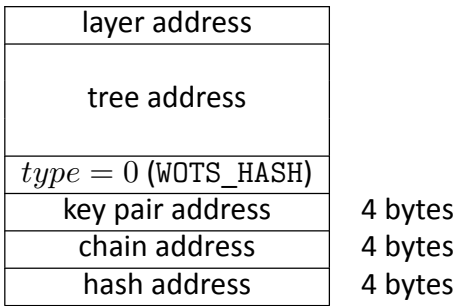 layer address
tree address
type = 0 (WOTS_HASH)
key pair address 4 bytes
chain address 4 bytes
hash address 4 bytes